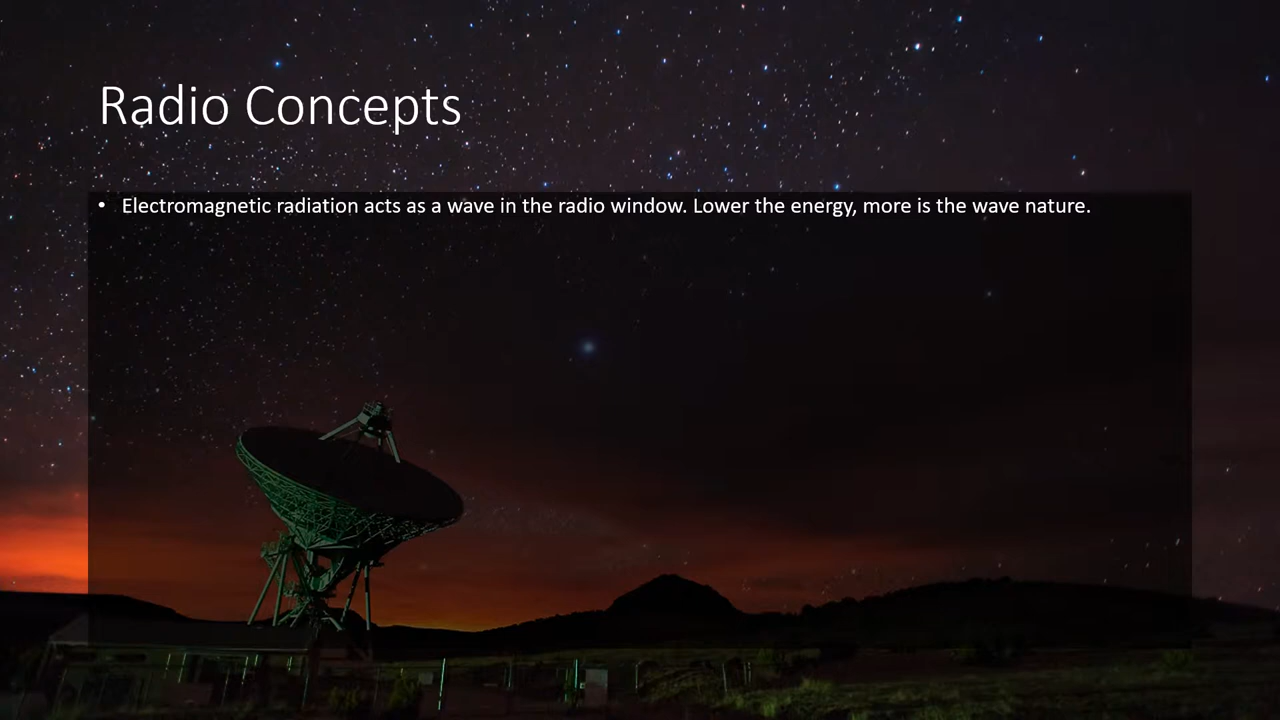 Radio Concepts
• Electromagnetic radiation acts as a wave in the radio window. Lower the energy, more is the wave nature.